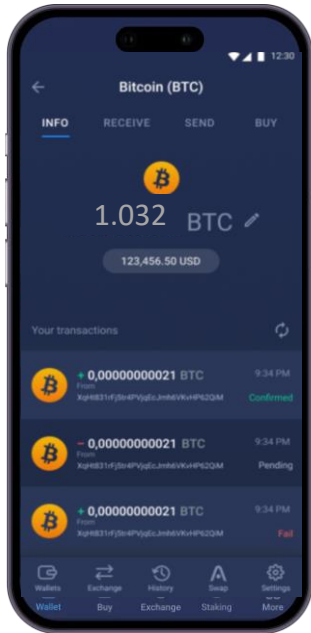 12:30
Bitcoin (BTC)
INFO RECEIVE SEND BUY
1.032 BTC
123,456.50 USD
Your transactions
+ 0,00000000021 BTC 9:34 PM
From
Confirmed
− 0,00000000021 BTC 9:34 PM
From
Pending
+ 0,00000000021 BTC 9:34 PM
From
Fail
Wallets Exchange History Swap Settings
Wallet Buy Exchange Staking More